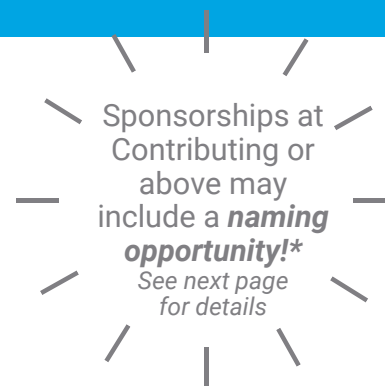 Sponsorships at
Contributing or
above may
include a naming
opportunity!*
See next page
for details